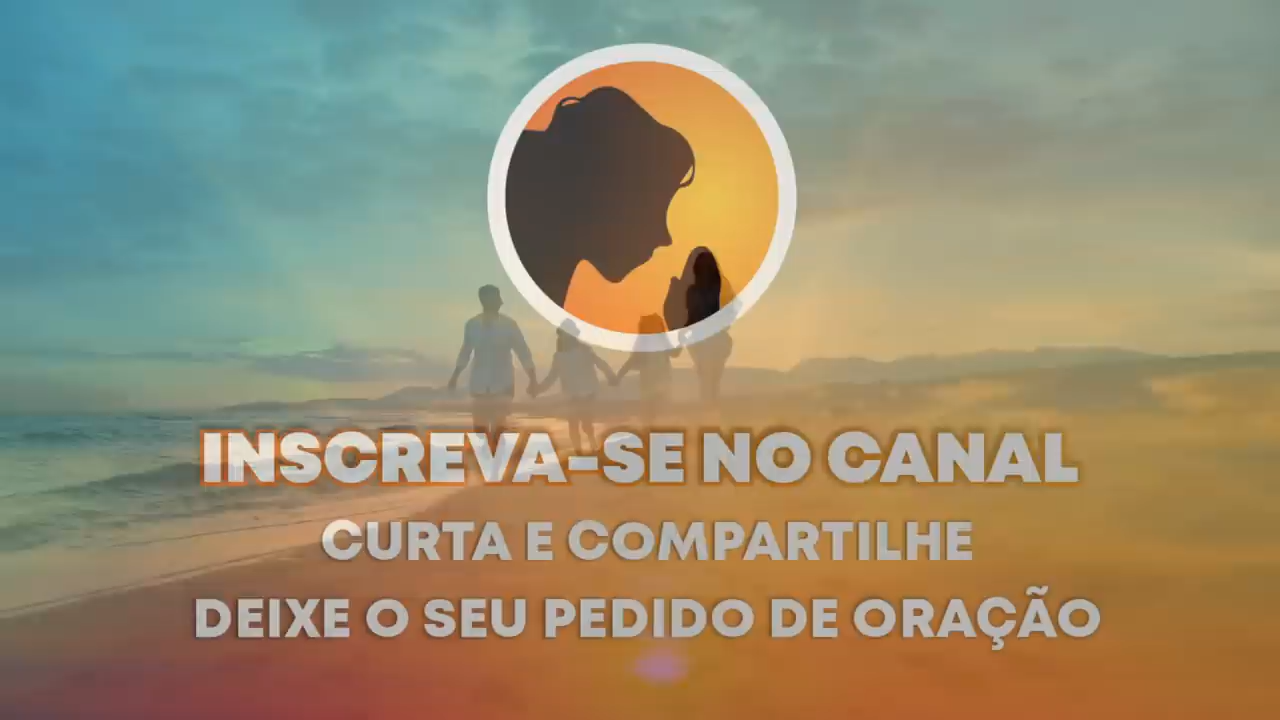 INSCREVA-SE NO CANAL
CURTA E COMPARTILHE
DEIXE O SEU PEDIDO DE ORAÇÃO